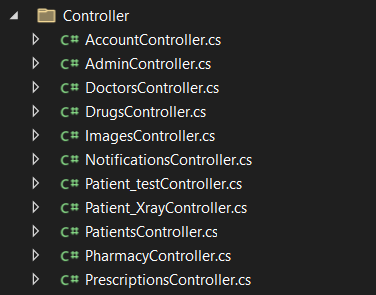 Controller
C# AccountController.cs
C# AdminController.cs
C# DoctorsController.cs
C# DrugsController.cs
C# ImagesController.cs
C# NotificationsController.cs
C# Patient_testController.cs
C# Patient_XrayController.cs
C# PatientsController.cs
C# PharmacyController.cs
C# PrescriptionsController.cs